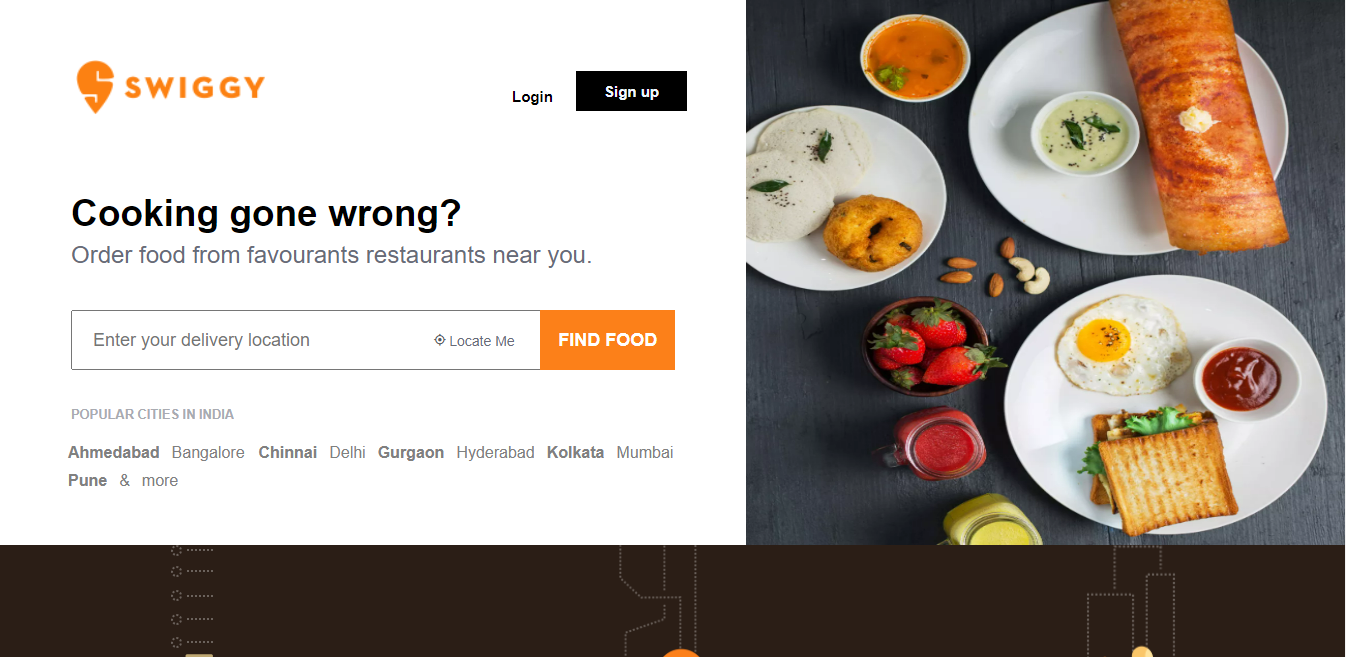 SWIGGY
Login
Sign up
Cooking gone wrong?
Order food from favourants restaurants near you.
Enter your delivery location
Locate Me
FIND FOOD
POPULAR CITIES IN INDIA
Ahmedabad Bangalore Chinnai Delhi Gurgaon Hyderabad Kolkata Mumbai
Pune & more